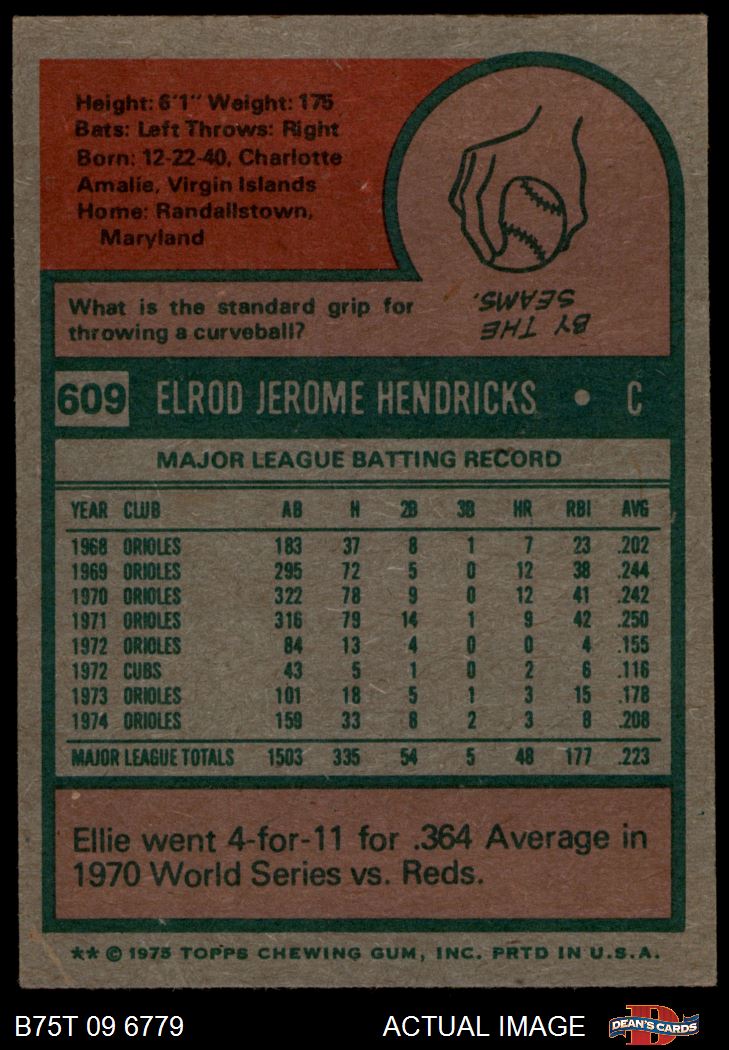 Height: 6'1" Weight: 175
Bats: Left Throws: Right
Born: 12-22-40, Charlotte
Amalie, Virgin Islands
Home: Randallstown,
Maryland
What is the standard grip for
throwing a curveball?
BY THE
SEAMS.
609 ELROD JEROME HENDRICKS • C
MAJOR LEAGUE BATTING RECORD
YEAR CLUB AB H 2B 3B HR RBI AVG
1968 ORIOLES 183 37 8 1 7 23 .202
1969 ORIOLES 295 72 5 0 12 38 .244
1970 ORIOLES 322 78 9 0 12 41 .242
1971 ORIOLES 316 79 14 1 9 42 .250
1972 ORIOLES 84 13 4 0 0 4 .155
1972 CUBS 43 5 1 0 2 6 .116
1973 ORIOLES 101 18 5 1 3 15 .178
1974 ORIOLES 159 33 8 2 3 8 .208
MAJOR LEAGUE TOTALS 1503 335 54 5 48 177 .223
Ellie went 4-for-11 for .364 Average in
1970 World Series vs. Reds.
** © 1975 TOPPS CHEWING GUM, INC. PRTD IN U.S.A.
B75T 09 6779 ACTUAL IMAGE
D
DEAN'S CARDS